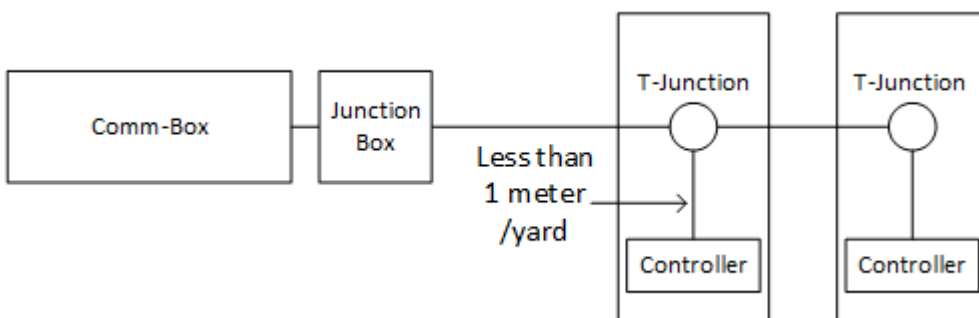 Comm-Box
Junction
Box
Less than
1 meter
/yard
T-Junction
Controller
T-Junction
Controller